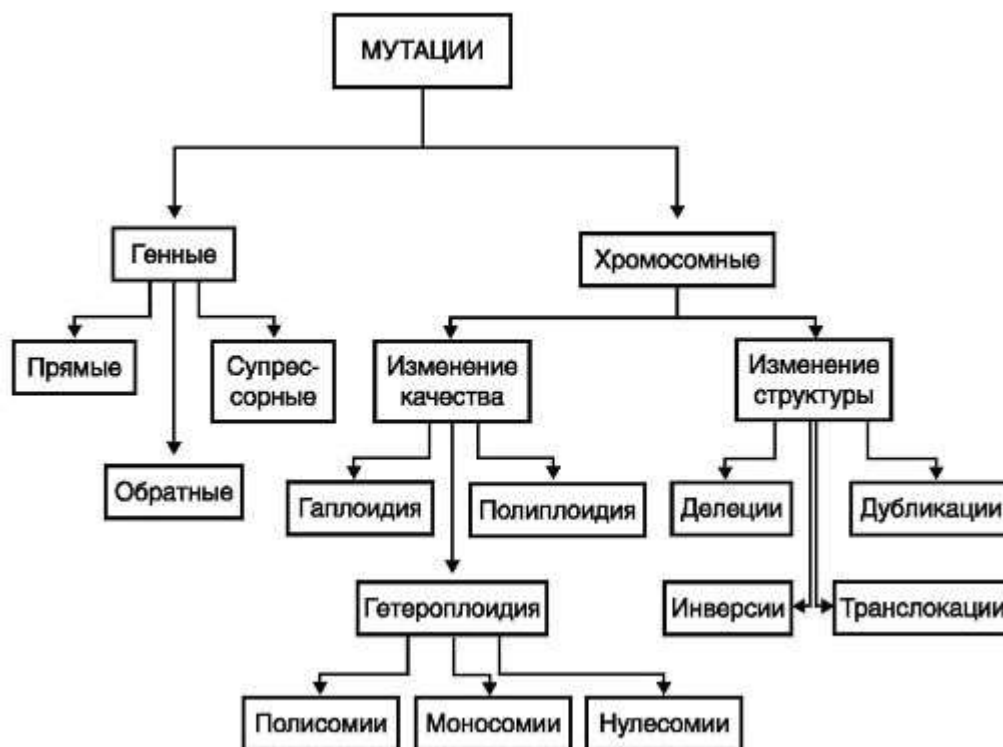 МУТАЦИИ
Генные
Хромосомные
Прямые
Супрес-
сорные
Обратные
Изменение
качества
Изменение
структуры
Гаплоидия
Полиплоидия
Делеции
Дубликации
Гетероплоидия
Инверсии
Транслокации
Полисомии
Моносомии
Нулесомии